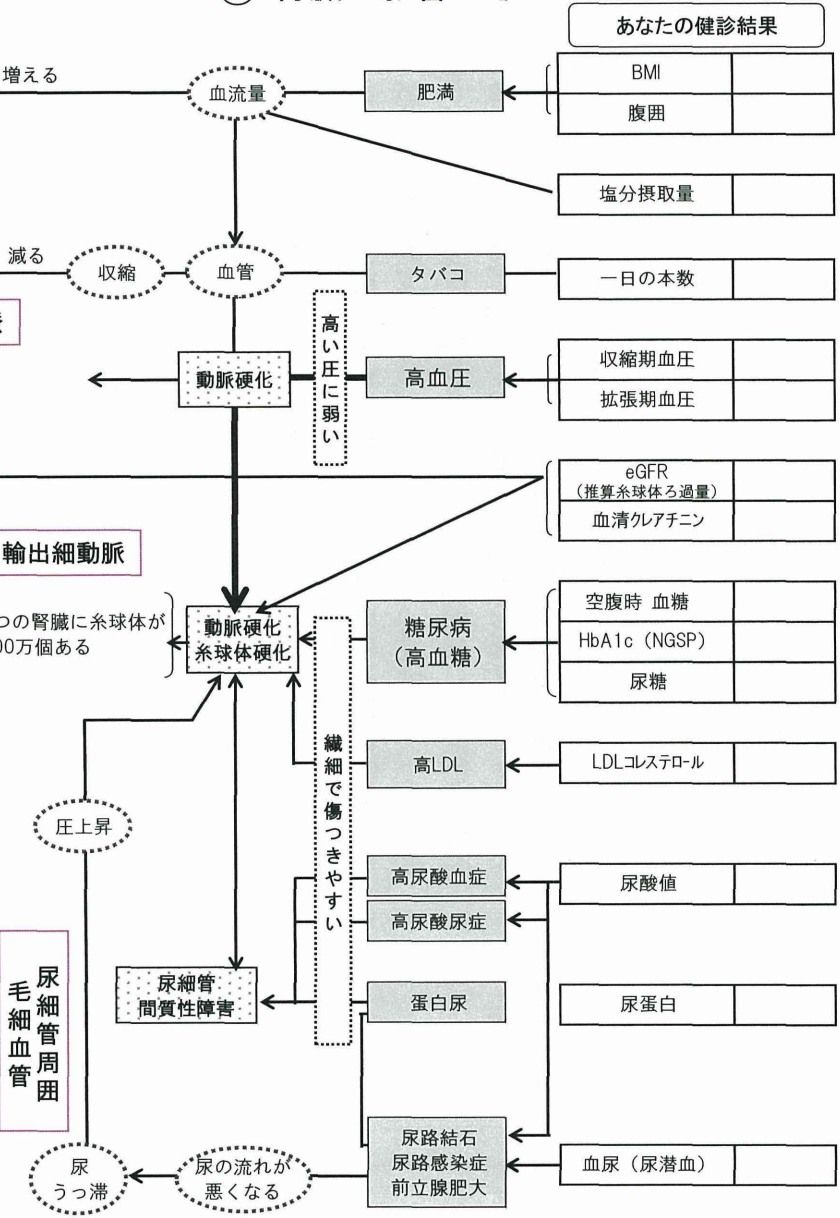 あなたの健診結果
増える
血流量
肥満
BMI
腹囲
塩分摂取量
減る
収縮
血管
タバコ
一日の本数
高い圧に弱い
動脈硬化
高血圧
収縮期血圧
拡張期血圧
eGFR
(推算糸球体ろ過量)
血清クレアチニン
輸出細動脈
つの腎臓に糸球体が
00万個ある
動脈硬化
糸球体硬化
糖尿病
(高血糖)
空腹時 血糖
HbA1c (NGSP)
尿糖
繊細で傷つきやすい
高LDL
LDLコレステロール
圧上昇
高尿酸血症
高尿酸尿症
尿酸値
尿細管周囲
毛細血管
尿細管
間質性障害
蛋白尿
尿蛋白
尿
うっ滞
尿の流れが
悪くなる
尿路結石
尿路感染症
前立腺肥大
血尿(尿潜血)